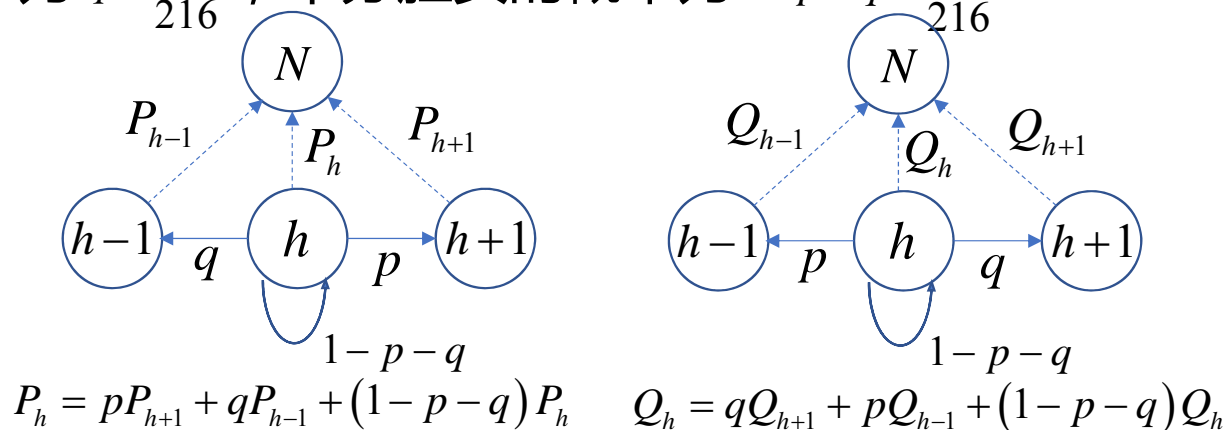 216 216
N N
P_{h-1} P_h P_{h+1} Q_{h-1} Q_h Q_{h+1}
h-1 q h p h+1 h-1 p h q h+1
1-p-q 1-p-q
P_h = pP_{h+1} + qP_{h-1} + (1-p-q)P_h Q_h = qQ_{h+1} + pQ_{h-1} + (1-p-q)Q_h